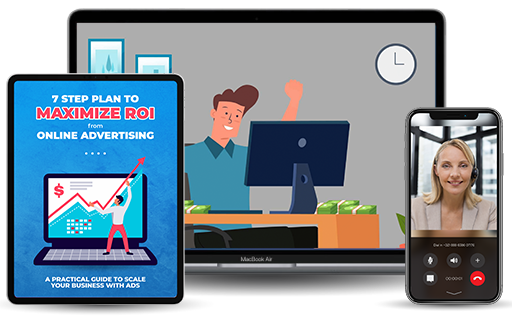 7 STEP PLAN TO
MAXIMIZE ROI
from
ONLINE ADVERTISING
$
A PRACTICAL GUIDE TO SCALE
YOUR BUSINESS WITH ADS
MacBook Air